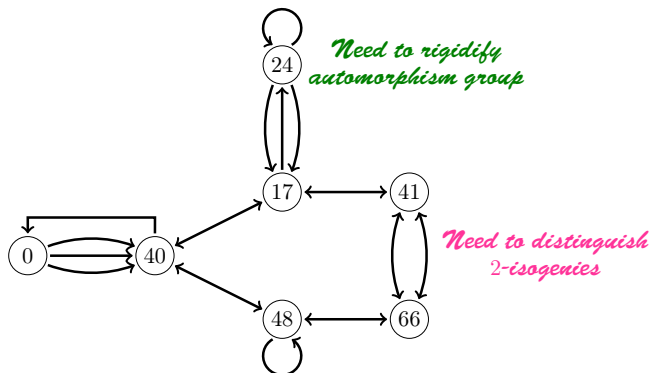 24
Need to rigidify
automorphism group
17
41
0
40
Need to distinguish
2-isogenies
48
66